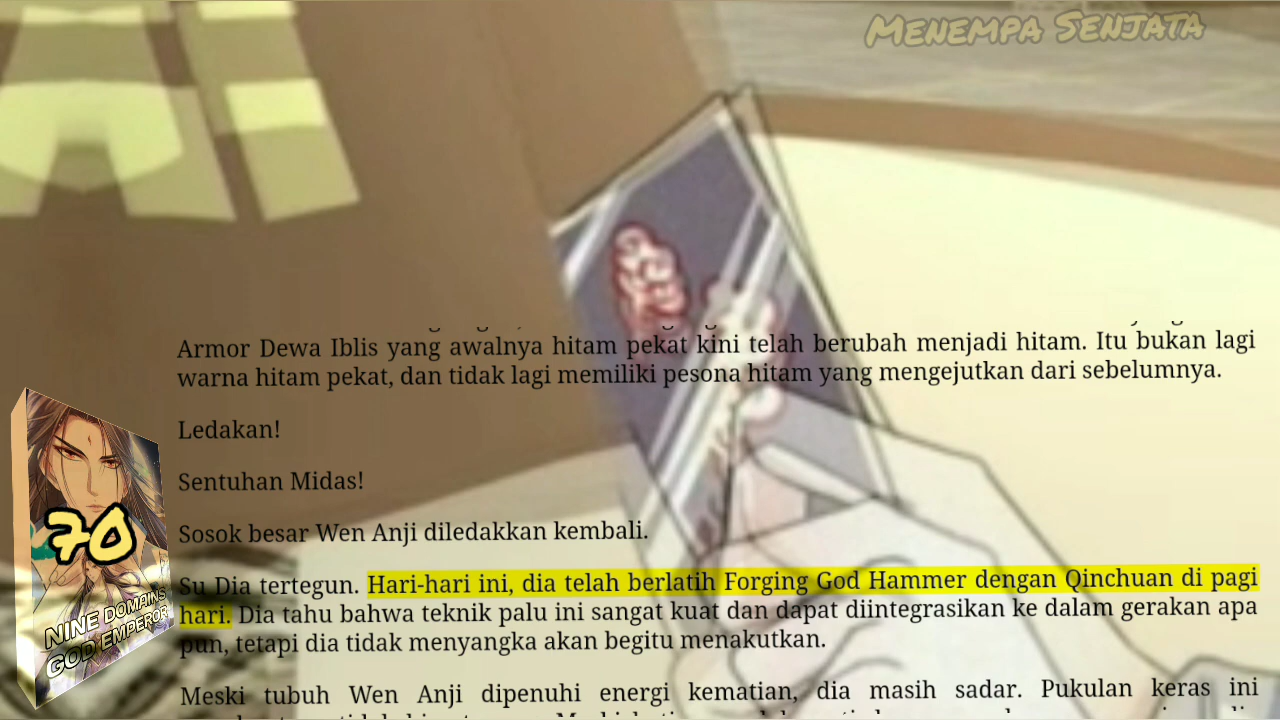 Menempa Senjata
Armor Dewa Iblis yang awalnya hitam pekat kini telah berubah menjadi hitam. Itu bukan lagi
warna hitam pekat, dan tidak lagi memiliki pesona hitam yang mengejutkan dari sebelumnya.
Ledakan!
Sentuhan Midas!
Sosok besar Wen Anji diledakkan kembali.
Su Dia tertegun. Hari-hari ini, dia telah berlatih Forging God Hammer dengan Qinchuan di pagi
hari. Dia tahu bahwa teknik palu ini sangat kuat dan dapat diintegrasikan ke dalam gerakan apa
pun, tetapi dia tidak menyangka akan begitu menakutkan.
Meski tubuh Wen Anji dipenuhi energi kematian, dia masih sadar. Pukulan keras ini
70
NINE DOMAINS
GOD EMPEROR